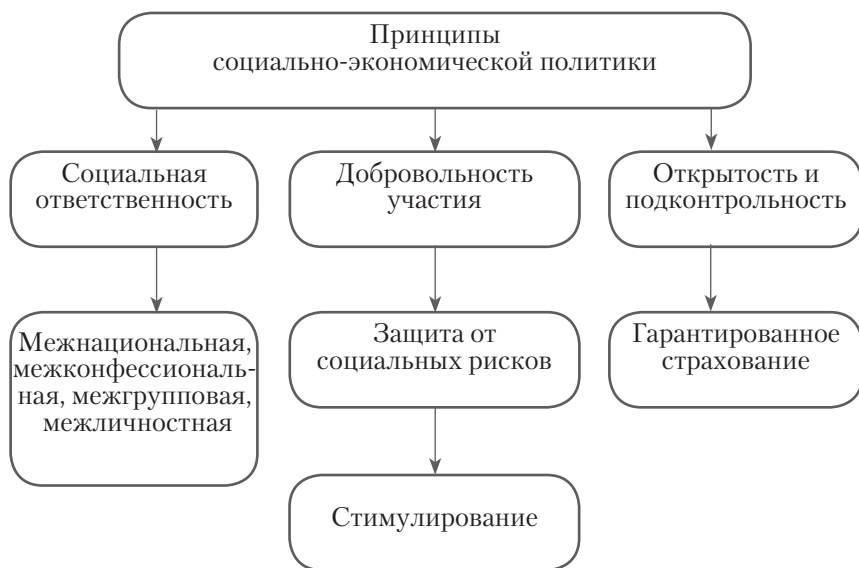 Принципы
социально-экономической политики
Социальная
ответственность
Добровольность
участия
Открытость и
подконтрольность
Межнациональная,
межконфессиональ-
ная, межгрупповая,
межличностная
Защита от
социальных рисков
Гарантированное
страхование
Стимулирование